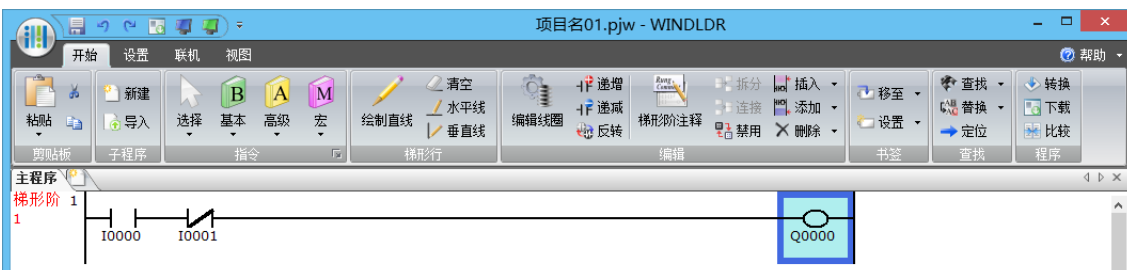 项目名01.pjw - WINDLDR
开始 设置 联机 视图 帮助
粘贴 新建 导入 选择 B 基本 A 高级 M 宏 绘制直线 清空 水平线 垂直线 编辑线圈 递增 递减 反转 梯形阶注释 拆分 连接 禁用 插入 添加 删除 移至 设置 查找 替换 定位 转换 下载 比较
剪贴板 子程序 指令 梯形行 编辑 书签 查找 程序
主程序
梯形阶 1
1
I0000 I0001 Q0000